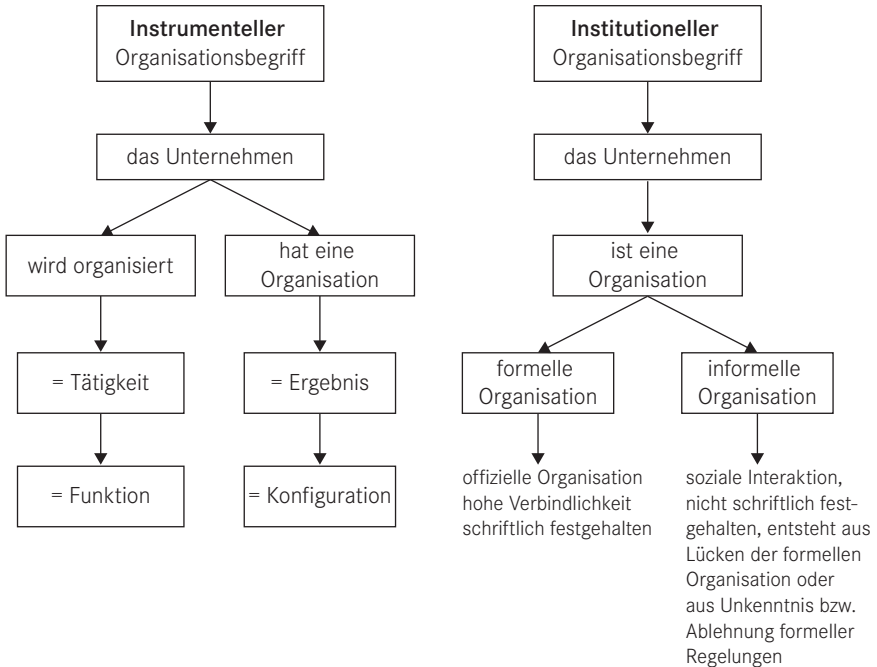 Instrumenteller
Organisationsbegriff
das Unternehmen
wird organisiert
= Tätigkeit
= Funktion
hat eine
Organisation
= Ergebnis
= Konfiguration
Institutioneller
Organisationsbegriff
das Unternehmen
ist eine
Organisation
formelle
Organisation
offizielle Organisation
hohe Verbindlichkeit
schriftlich festgehalten
informelle
Organisation
soziale Interaktion,
nicht schriftlich fest-
gehalten, entsteht aus
Lücken der formellen
Organisation oder
aus Unkenntnis bzw.
Ablehnung formeller
Regelungen